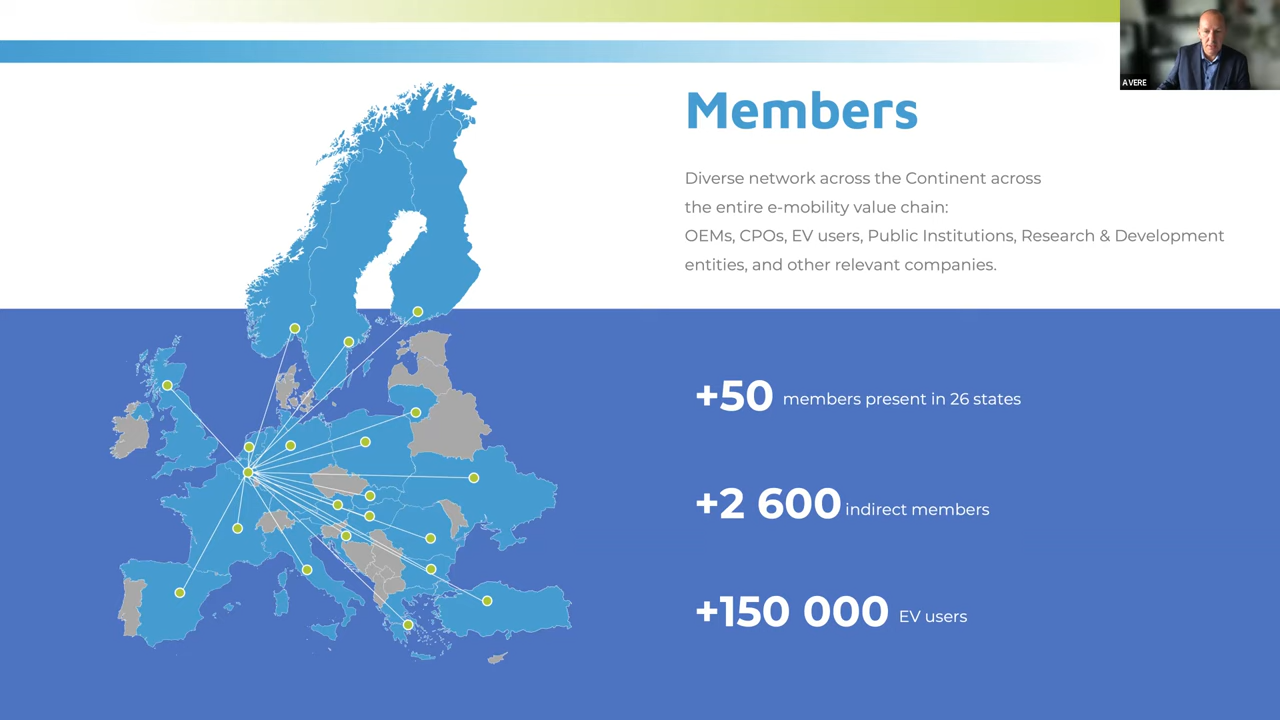 AVERE
Members
Diverse network across the Continent across
the entire e-mobility value chain:
OEMs, CPOs, EV users, Public Institutions, Research & Development
entities, and other relevant companies.
+50 members present in 26 states
+2 600 indirect members
+150 000 EV users